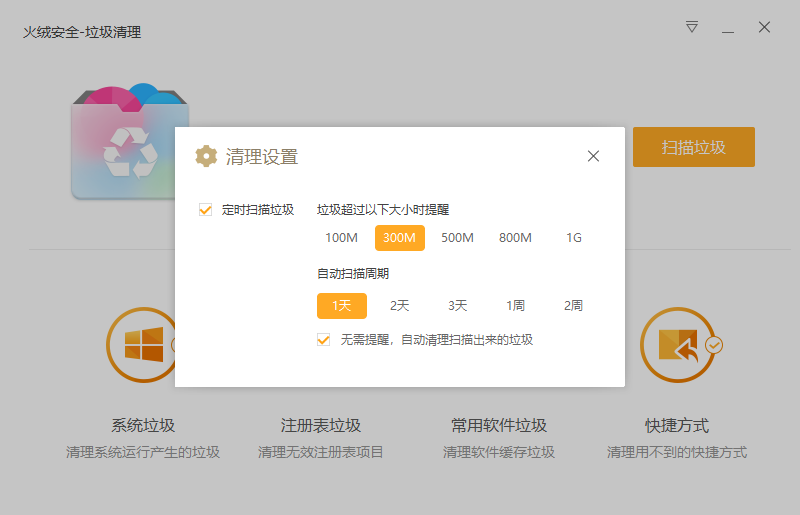 火绒安全-垃圾清理
扫描垃圾
清理设置
定时扫描垃圾
垃圾超过以下大小时提醒
100M 300M 500M 800M 1G
自动扫描周期
1天 2天 3天 1周 2周
无需提醒，自动清理扫描出来的垃圾
系统垃圾 注册表垃圾 常用软件垃圾 快捷方式
清理系统运行产生的垃圾 清理无效注册表项目 清理软件缓存垃圾 清理用不到的快捷方式